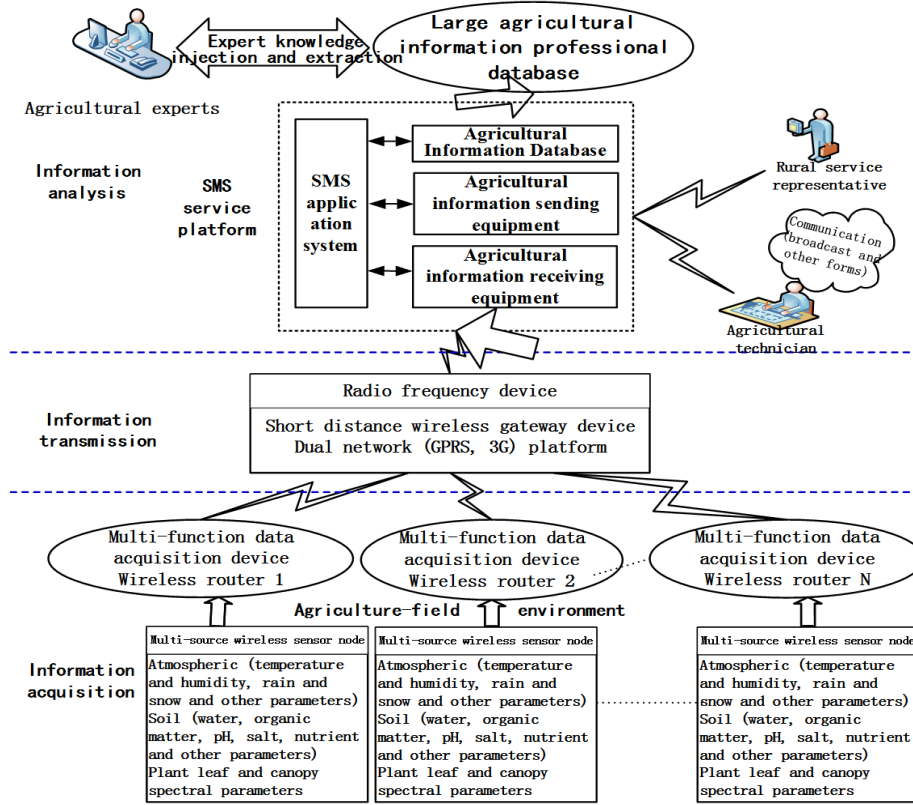 Expert knowledge
injection and extraction
Large agricultural
information professional
database
Agricultural experts
Information
analysis
SMS
service
platform
SMS
applic
ation
system
Agricultural
Information Database
Agricultural
information sending
equipment
Agricultural
information receiving
equipment
Rural service
representative
Communication
(broadcast and
other forms)
Agricultural
technician
Information
transmission
Radio frequency device
Short distance wireless gateway device
Dual network (GPRS, 3G) platform
Multi-function data
acquisition device
Wireless router 1
Multi-function data
acquisition device
Wireless router 2
Multi-function data
acquisition device
Wireless router N
Agriculture-field environment
Information
acquisition
Multi-source wireless sensor node
Atmospheric (temperature
and humidity, rain and
snow and other parameters)
Soil (water, organic
matter, pH, salt, nutrient
and other parameters)
Plant leaf and canopy
spectral parameters
Multi-source wireless sensor node
Atmospheric (temperature
and humidity, rain and
snow and other parameters)
Soil (water, organic
matter, pH, salt, nutrient
and other parameters)
Plant leaf and canopy
spectral parameters
Multi-source wireless sensor node
Atmospheric (temperature
and humidity, rain and
snow and other parameters)
Soil (water, organic
matter, pH, salt, nutrient
and other parameters)
Plant leaf and canopy
spectral parameters